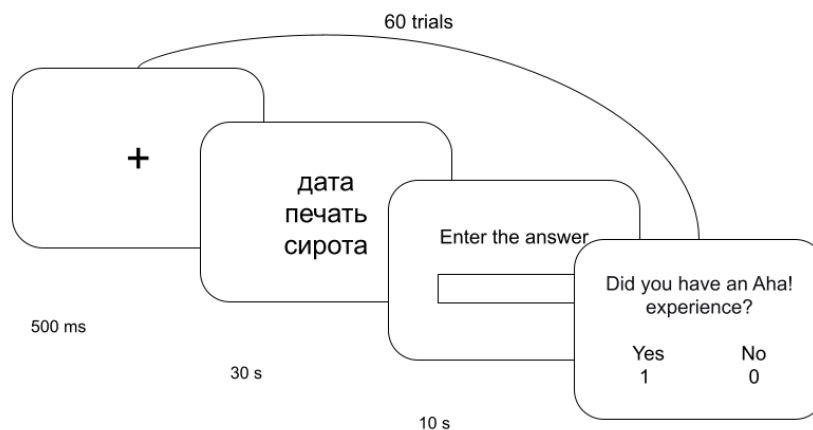 60 trials
+
500 ms
дата
печать
сирота
30 s
Enter the answer
10 s
Did you have an Aha!
experience?
Yes No
1 0